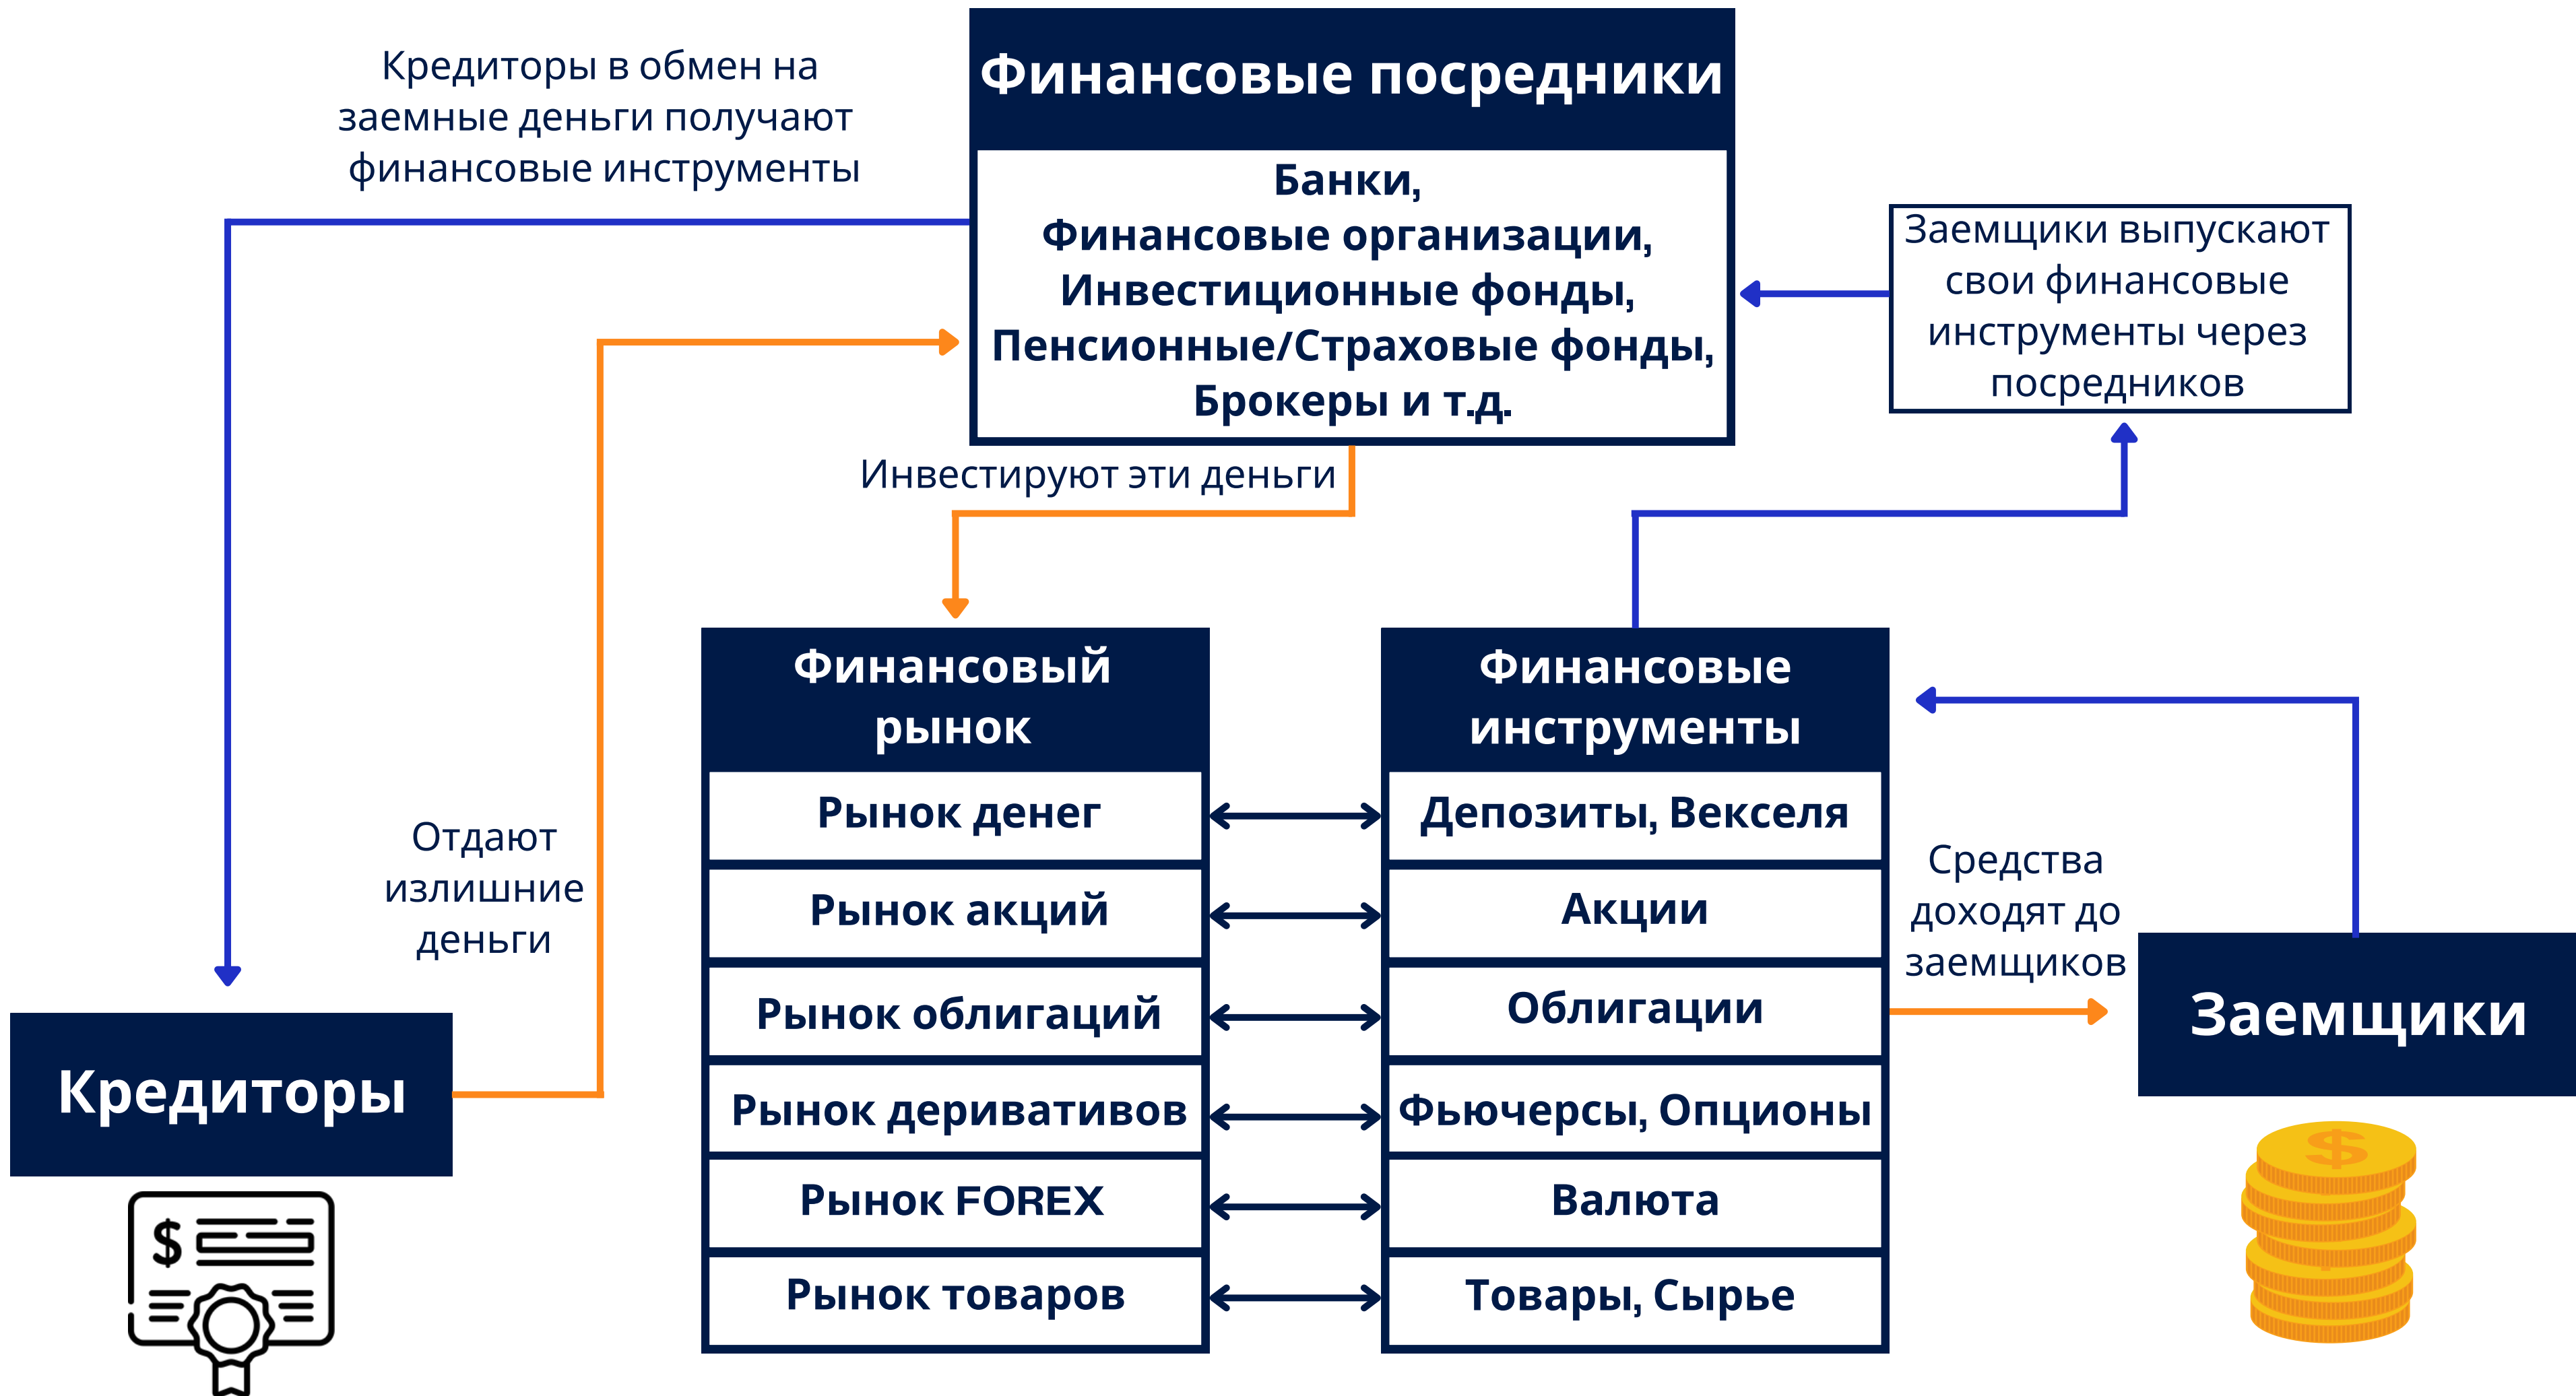 Кредиторы в обмен на
заемные деньги получают
финансовые инструменты
Финансовые посредники
Банки,
Финансовые организации,
Инвестиционные фонды,
Пенсионные/Страховые фонды,
Брокеры и т.д.
Заемщики выпускают
свои финансовые
инструменты через
посредников
Инвестируют эти деньги
Отдают
излишние
деньги
Кредиторы
$
Финансовый
рынок
Рынок денег
Рынок акций
Рынок облигаций
Рынок деривативов
Рынок FOREX
Рынок товаров
Финансовые
инструменты
Депозиты, Векселя
Акции
Облигации
Фьючерсы, Опционы
Валюта
Товары, Сырье
Средства
доходят до
заемщиков
Заемщики
$